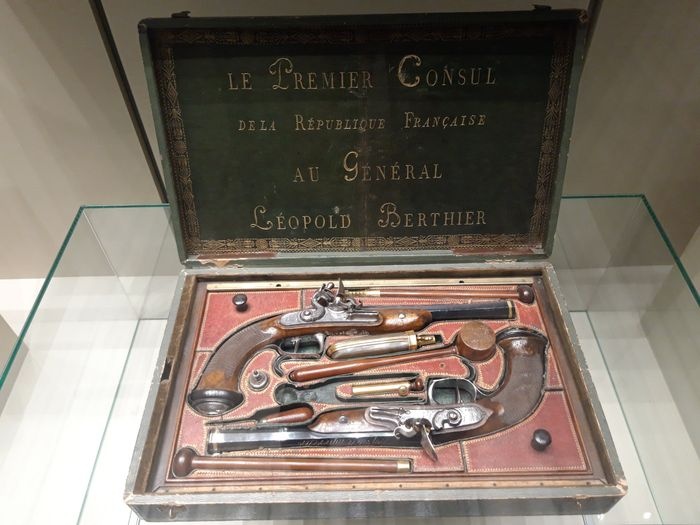 LE PREMIER CONSUL
DE LA RÉPUBLIQUE FRANÇAISE
AU GÉNÉRAL
LÉOPOLD BERTHIER